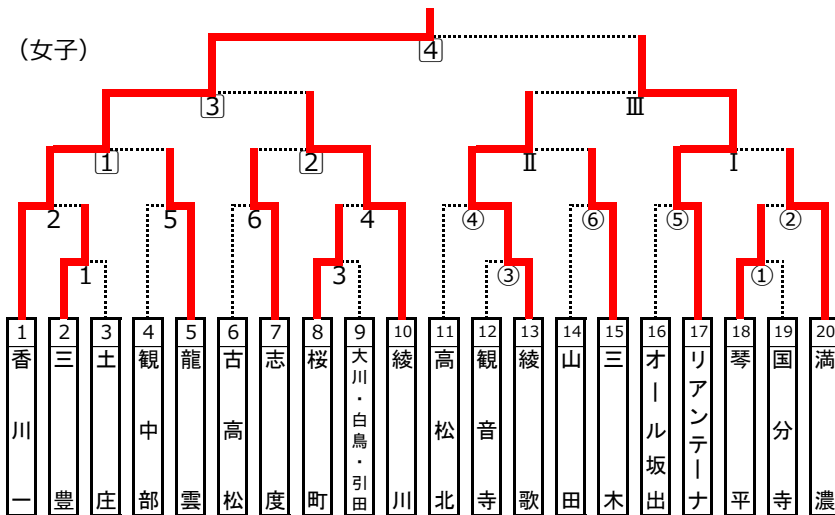 (女子)
4
3
Ⅲ
1
2
Ⅱ
Ⅰ
2
5
6
4
④
⑥
⑤
②
1
3
③
①
1 香川一
2 三豊
3 土庄
4 観中部
5 龍雲
6 古高松
7 志度
8 桜町
9 大川・白鳥・引田
10 綾川
11 高松北
12 観音寺
13 綾歌
14 山田
15 三木
16 オール坂出
17 リアンテーナ
18 琴平
19 国分寺
20 満濃